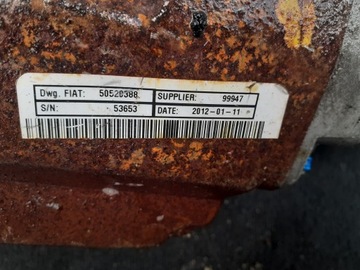 Dwg. FIAT: 50520388 SUPPLIER: 99947
S/N: 53653 DATE: 2012-01-11